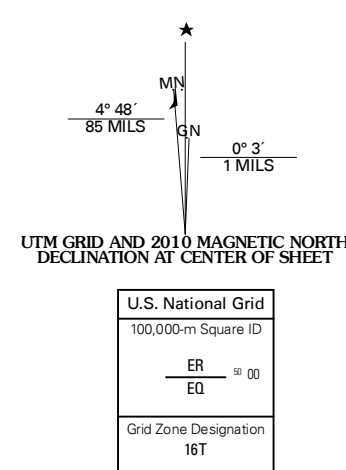 ★
MN
4° 48´
85 MILS
GN
0° 3´
1 MILS
UTM GRID AND 2010 MAGNETIC NORTH
DECLINATION AT CENTER OF SHEET
U.S. National Grid
100,000-m Square ID
ER
50 00
EQ
Grid Zone Designation
16T